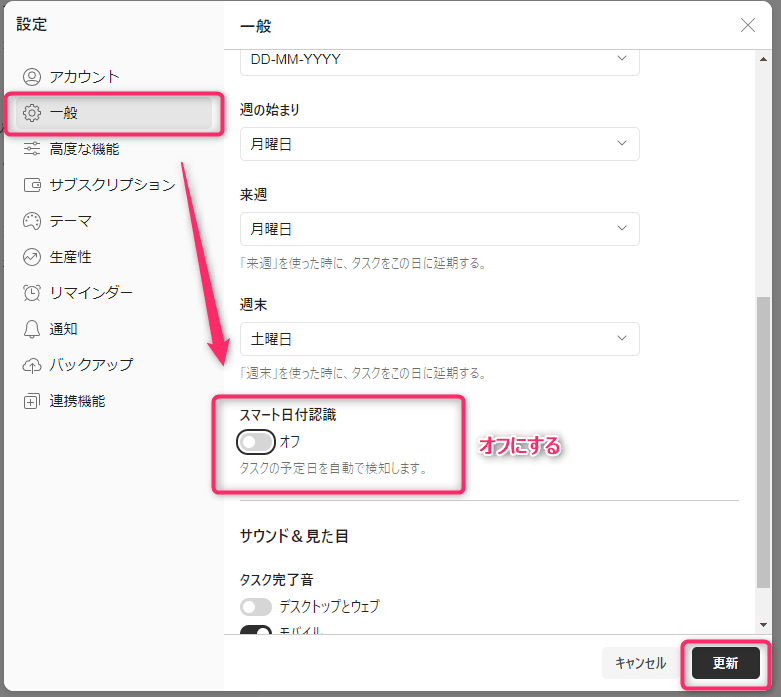 設定
アカウント
一般
高度な機能
サブスクリプション
テーマ
生産性
リマインダー
通知
バックアップ
連携機能
一般
DD-MM-YYYY
週の始まり
月曜日
来週
月曜日
「来週」を使った時に、タスクをこの日に延期する。
週末
土曜日
「週末」を使った時に、タスクをこの日に延期する。
スマート日付認識
オフ
オフにする
タスクの予定日を自動で検知します。
サウンド＆見た目
タスク完了音
デスクトップとウェブ
モバイル
キャンセル
更新